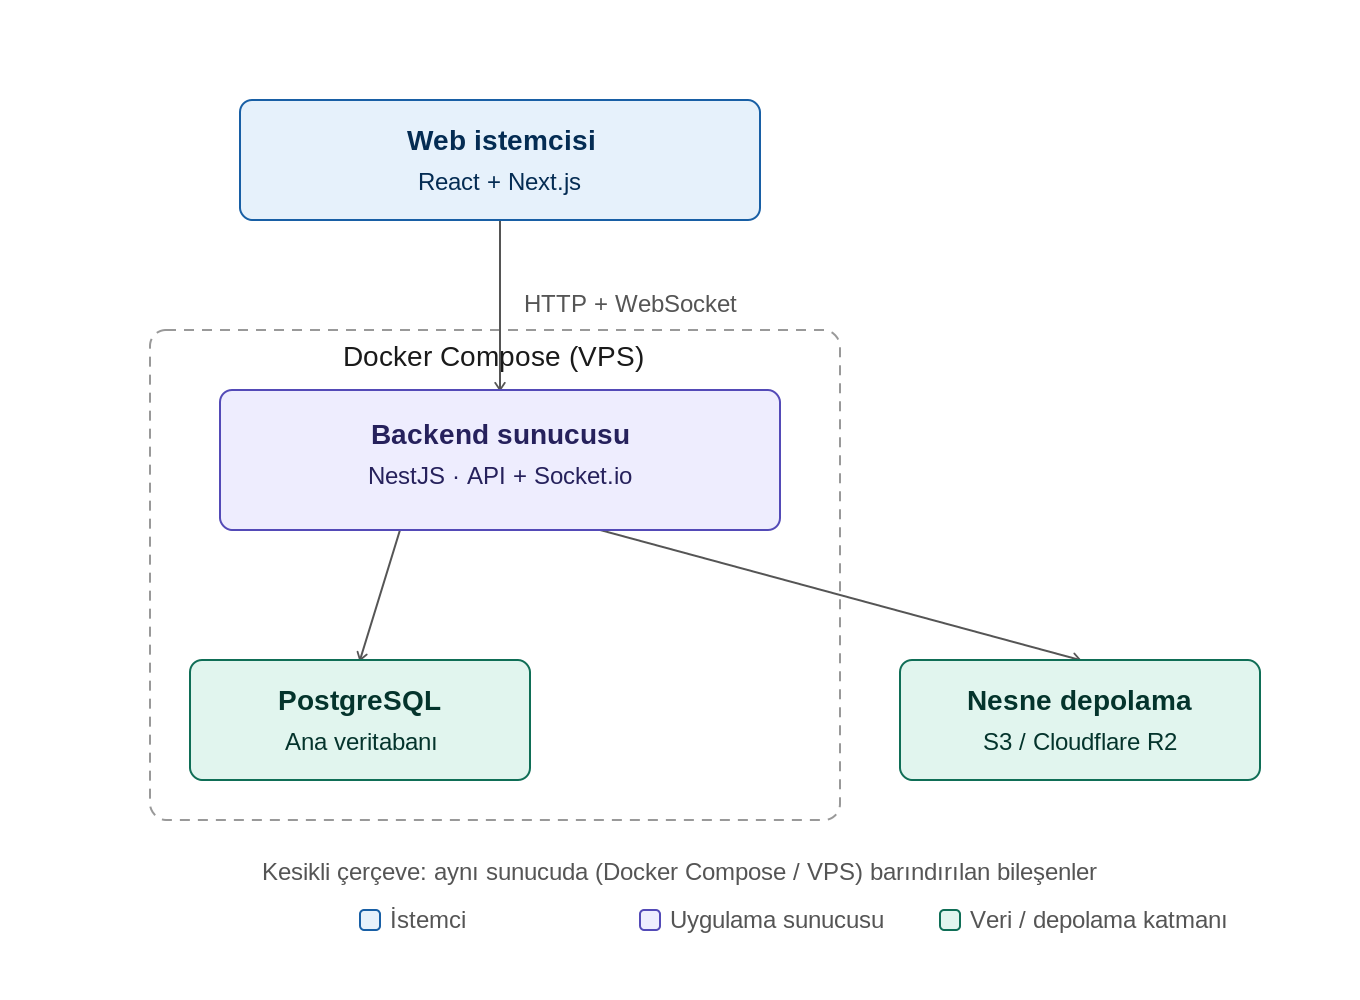 Web istemcisi
React + Next.js
HTTP + WebSocket
Docker Compose (VPS)
Backend sunucusu
NestJS · API + Socket.io
PostgreSQL
Ana veritabanı
Nesne depolama
S3 / Cloudflare R2
Kesikli çerçeve: aynı sunucuda (Docker Compose / VPS) barındırılan bileşenler
İstemci
Uygulama sunucusu
Veri / depolama katmanı